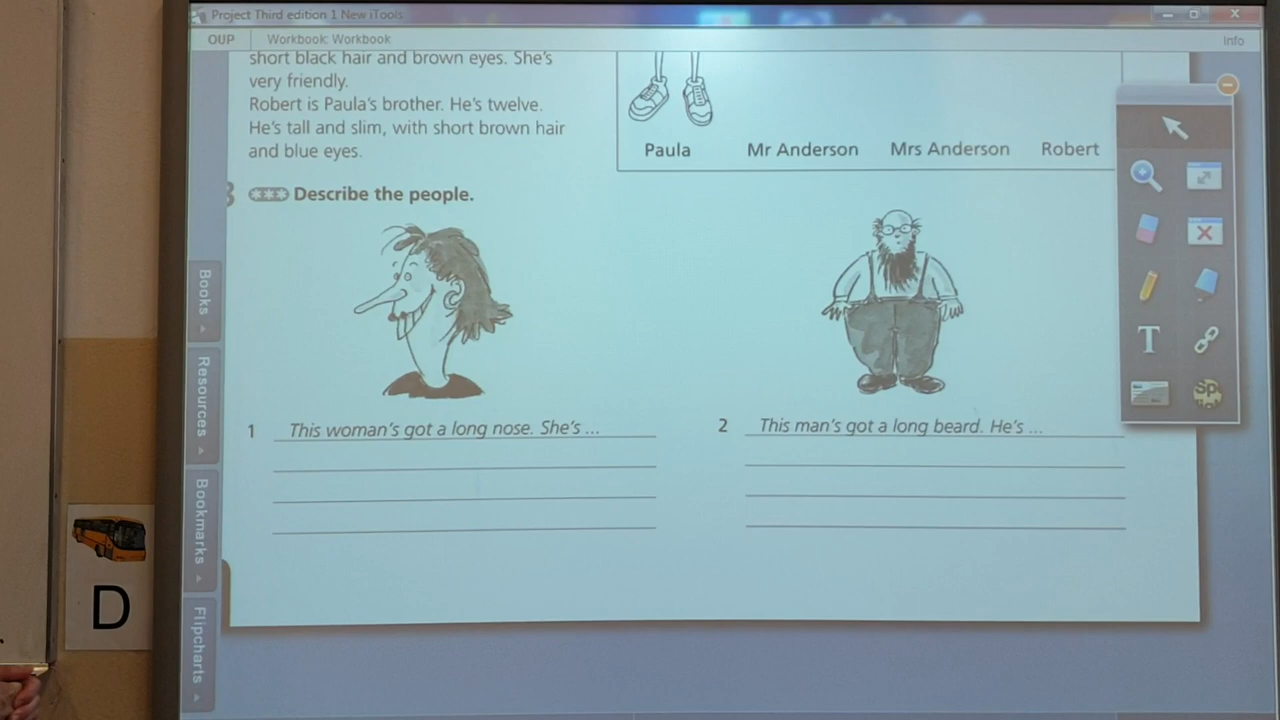 Project Third edition 1 New iTools
OUP Workbook: Workbook Info
short black hair and brown eyes. She's
very friendly.
Robert is Paula's brother. He's twelve.
He's tall and slim, with short brown hair
and blue eyes.
Paula Mr Anderson Mrs Anderson Robert
*** Describe the people.
1 This woman's got a long nose. She's ...
2 This man's got a long beard. He's ...
Books
Resources
Bookmarks
Flipcharts
T
D